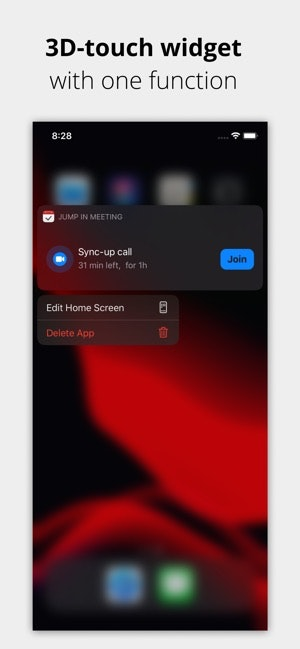 3D-touch widget
with one function
8:28
JUMP IN MEETING
Sync-up call
31 min left, for 1h
Join
Edit Home Screen
Delete App